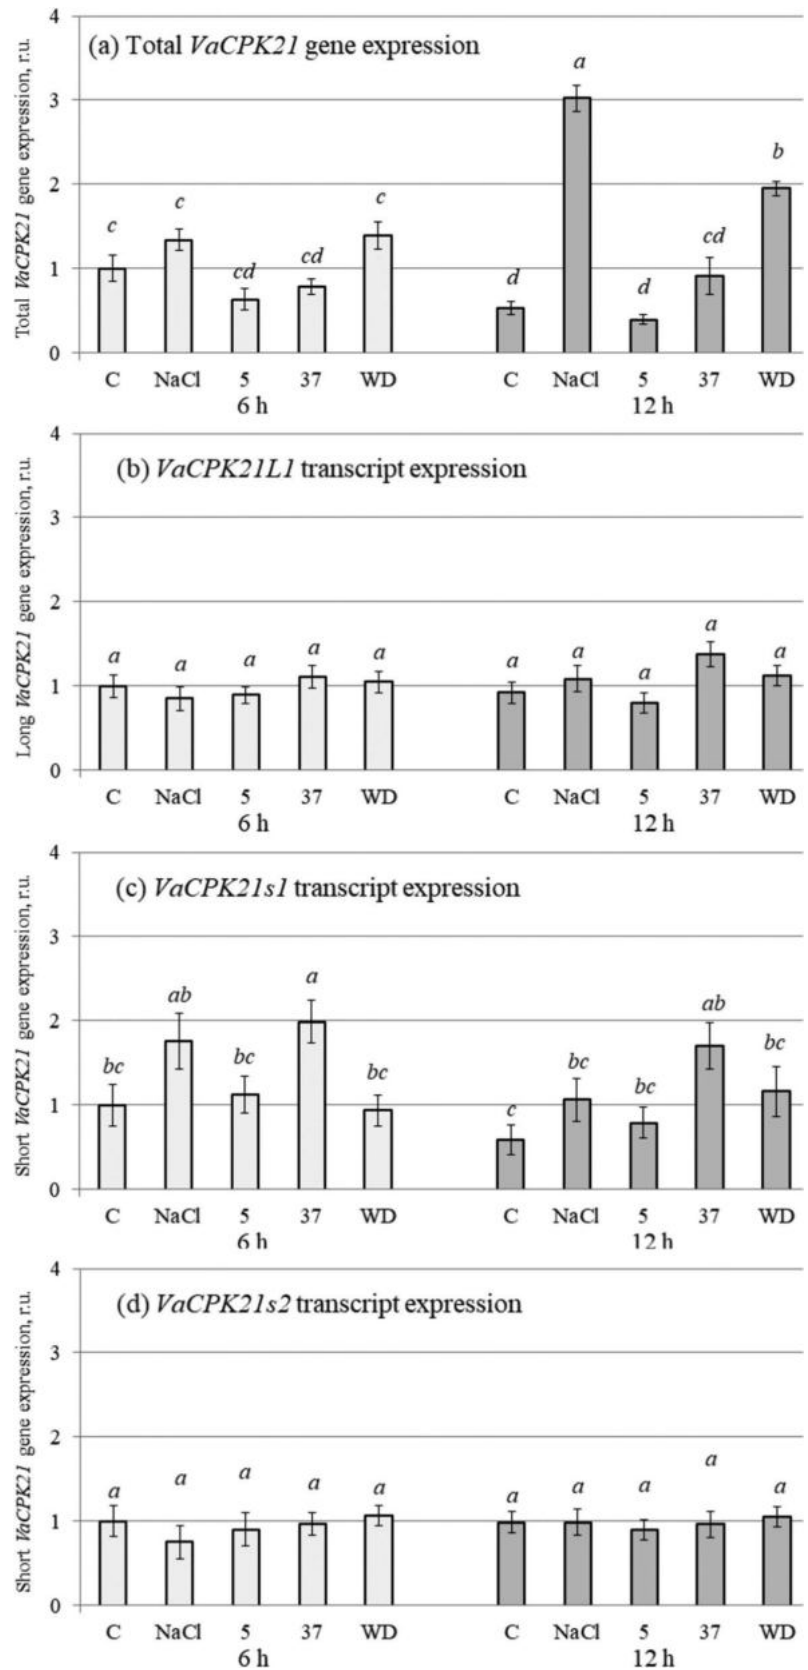 4
(a) Total VaCPK21 gene expression
Total VaCPK21 gene expression, r.u.
3
2
1
0
a
b
c
c
cd
cd
c
d
d
cd
C NaCl 5 37 WD C NaCl 5 37 WD
6 h 12 h
4
(b) VaCPK21L1 transcript expression
Long VaCPK21 gene expression, r.u.
3
2
1
0
a a a a a a a a a a
C NaCl 5 37 WD C NaCl 5 37 WD
6 h 12 h
4
(c) VaCPK21s1 transcript expression
Short VaCPK21 gene expression, r.u.
3
2
1
0
bc ab bc a bc c bc bc ab bc
C NaCl 5 37 WD C NaCl 5 37 WD
6 h 12 h
4
(d) VaCPK21s2 transcript expression
Short VaCPK21 gene expression, r.u.
3
2
1
0
a a a a a a a a a a
C NaCl 5 37 WD C NaCl 5 37 WD
6 h 12 h